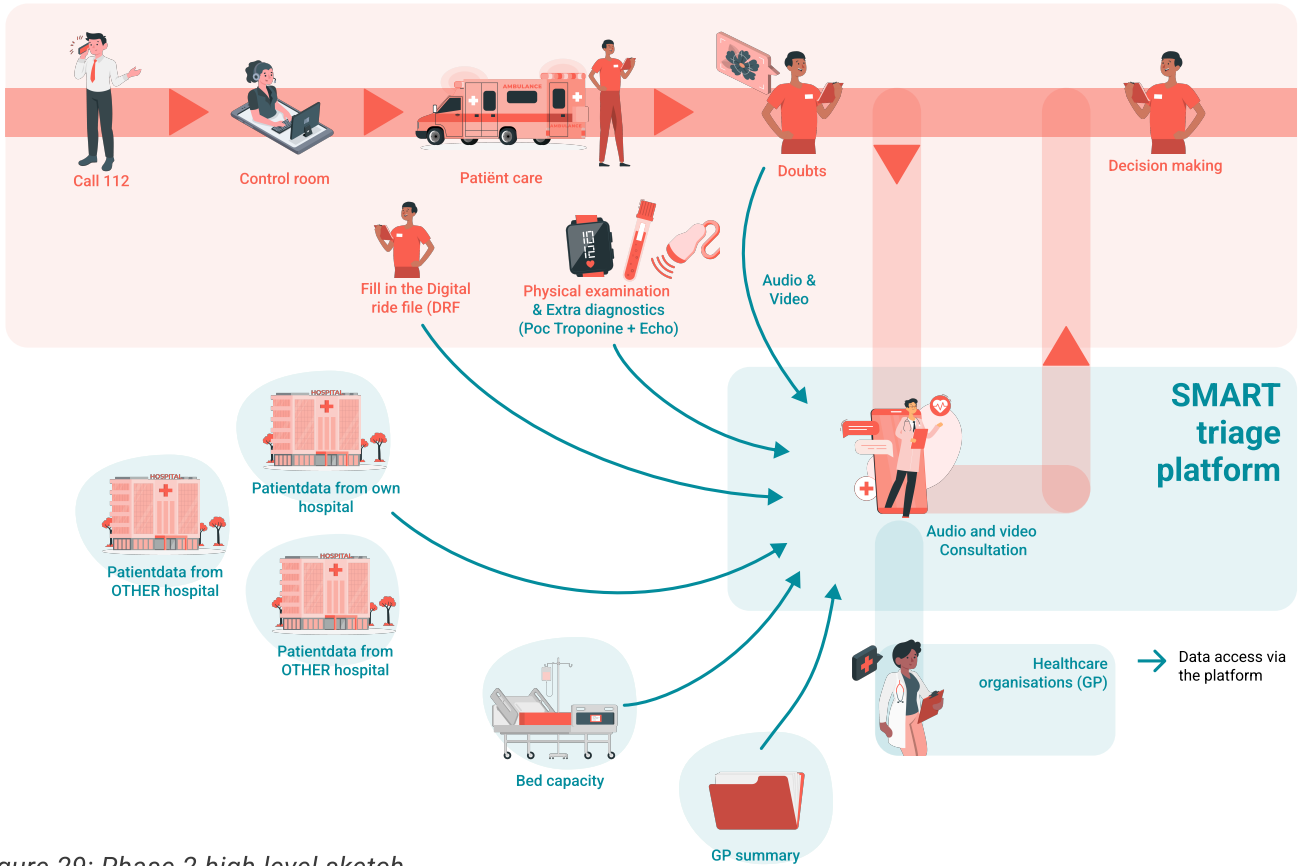 AMBULANCE
Call 112
Control room
Patiënt care
Doubts
Decision making
Fill in the Digital
ride file (DRF
Physical examination
& Extra diagnostics
(Poc Troponine + Echo)
Audio &
Video
SMART
triage
platform
HOSPITAL
Patientdata from own
hospital
HOSPITAL
Patientdata from
OTHER hospital
HOSPITAL
Patientdata from
OTHER hospital
Audio and video
Consultation
Healthcare
organisations (GP)
Data access via
the platform
Bed capacity
GP summary
gure 29: Phase 2 high level sketch